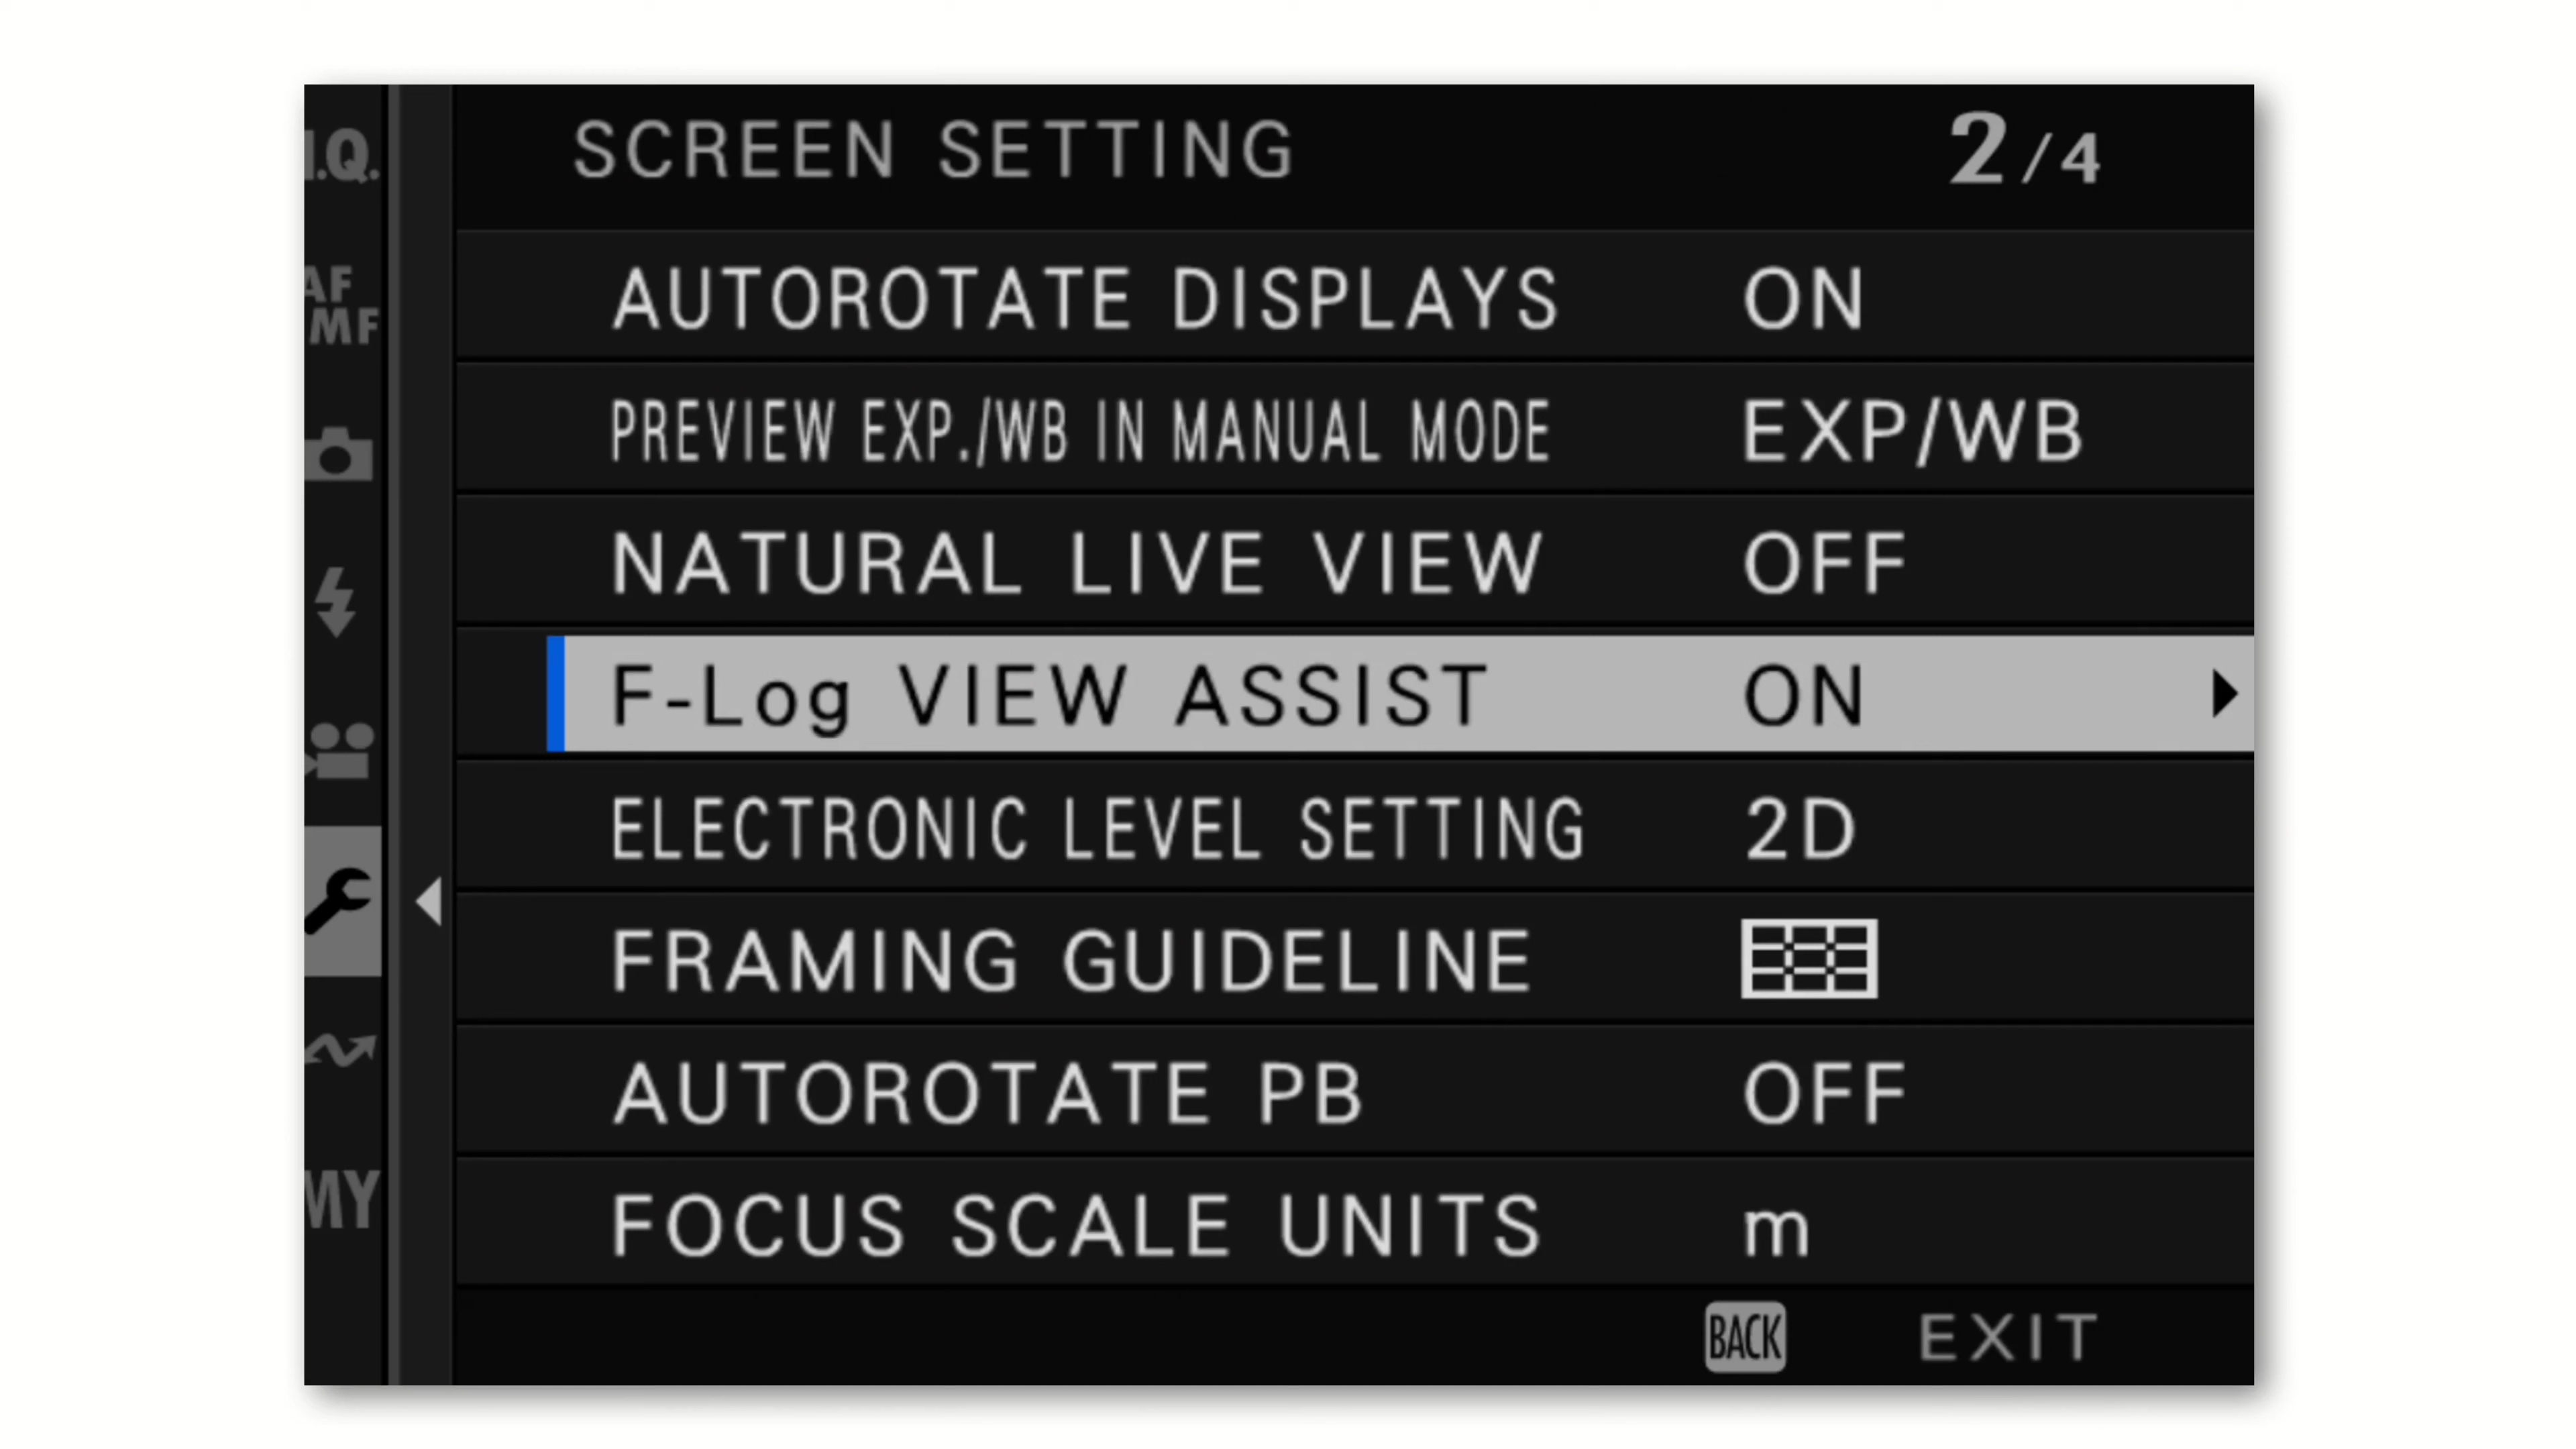 SCREEN SETTING 2/4
I.Q.
AF
MF
MY
AUTOROTATE DISPLAYS ON
PREVIEW EXP./WB IN MANUAL MODE EXP/WB
NATURAL LIVE VIEW OFF
F-Log VIEW ASSIST ON
ELECTRONIC LEVEL SETTING 2D
FRAMING GUIDELINE
AUTOROTATE PB OFF
FOCUS SCALE UNITS m
BACK EXIT